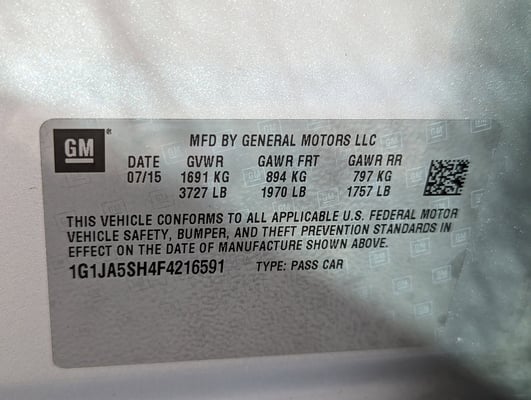 GM ®
MFD BY GENERAL MOTORS LLC
DATE GVWR GAWR FRT GAWR RR
07/15 1691 KG 894 KG 797 KG
3727 LB 1970 LB 1757 LB
THIS VEHICLE CONFORMS TO ALL APPLICABLE U.S. FEDERAL MOTOR
VEHICLE SAFETY, BUMPER, AND THEFT PREVENTION STANDARDS IN
EFFECT ON THE DATE OF MANUFACTURE SHOWN ABOVE.
1G1JA5SH4F4216591 TYPE: PASS CAR